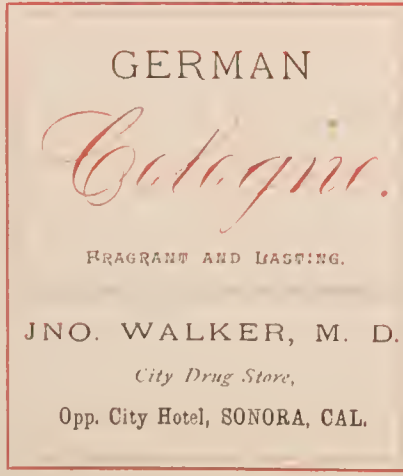 GERMAN
Cologne.
FRAGRANT AND LASTING.
JNO. WALKER, M. D.
City Drug Store,
Opp. City Hotel, SONORA, CAL.